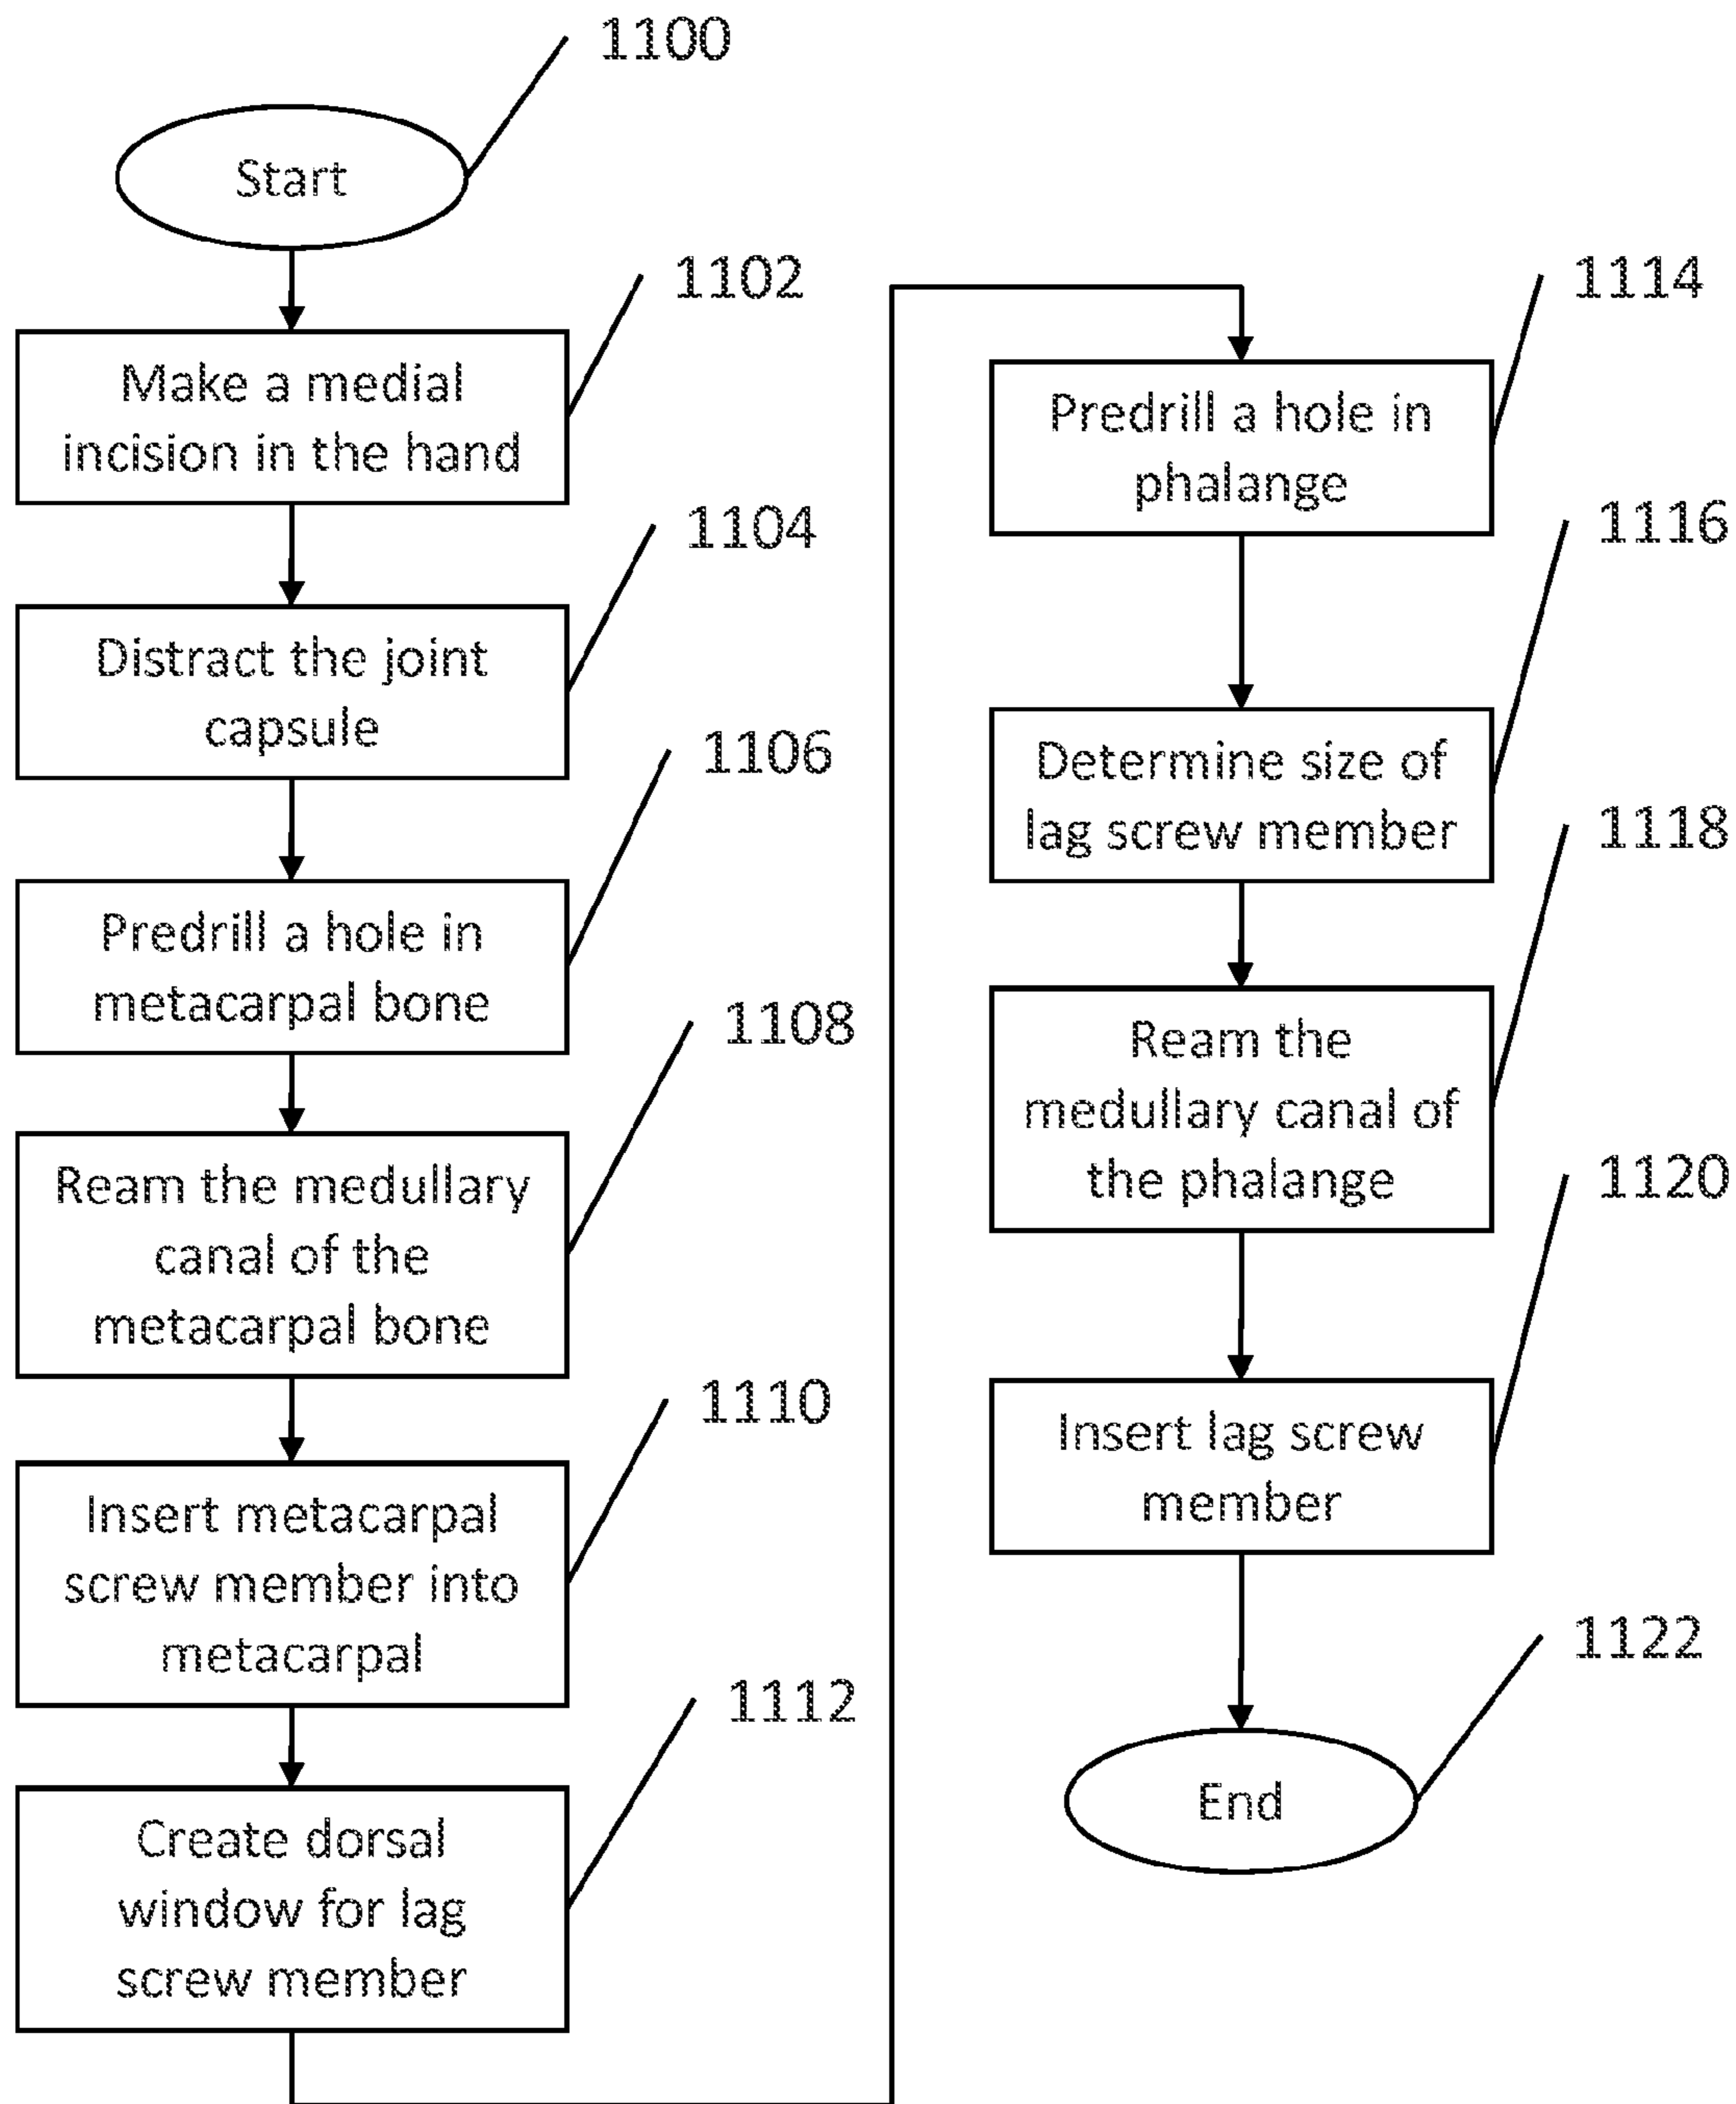 1100
Start
1102
Make a medial
incision in the hand
1104
Distract the joint
capsule
1106
Predrill a hole in
metacarpal bone
1108
Ream the medullary
canal of the
metacarpal bone
1110
Insert metacarpal
screw member into
metacarpal
1112
Create dorsal
window for lag
screw member
1114
Predrill a hole in
phalange
1116
Determine size of
lag screw member
1118
Ream the
medullary canal of
the phalange
1120
Insert lag screw
member
1122
End